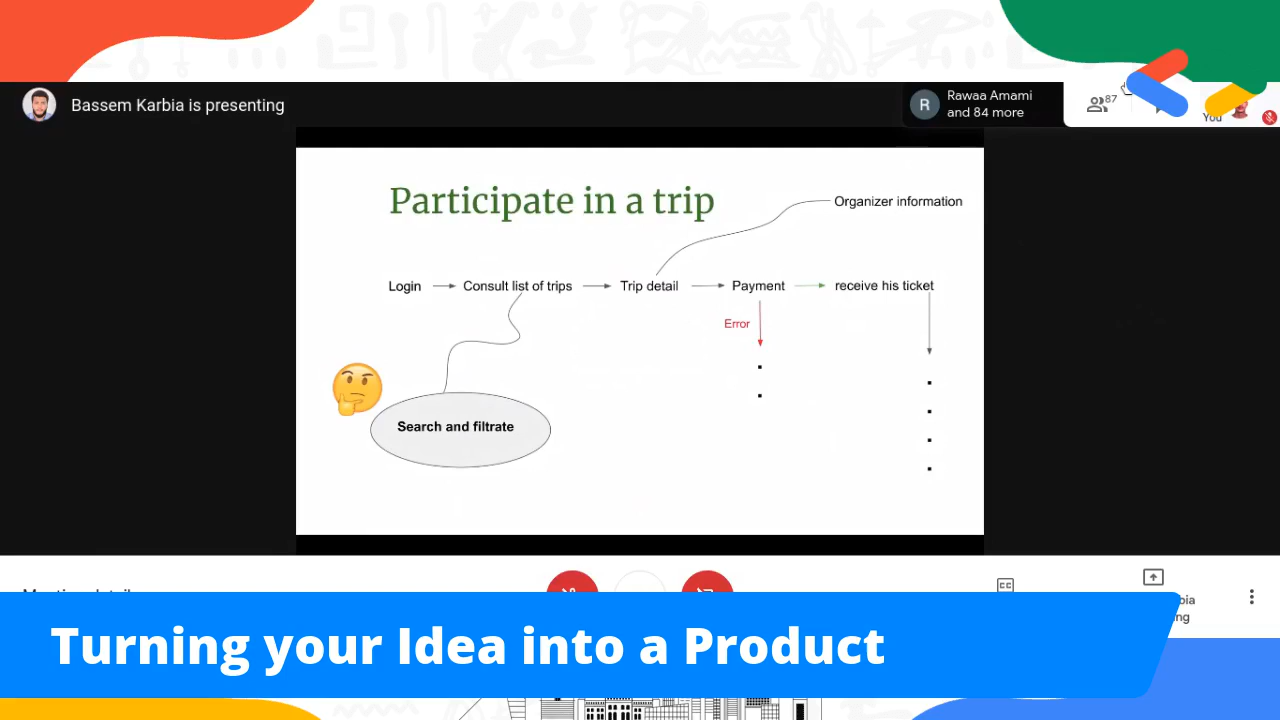 Bassem Karbia is presenting
R
Rawaa Amami
and 84 more
87
You
Participate in a trip
Organizer information
Login
Consult list of trips
Trip detail
Payment
receive his ticket
Error
Search and filtrate
CC
Turning your Idea into a Product